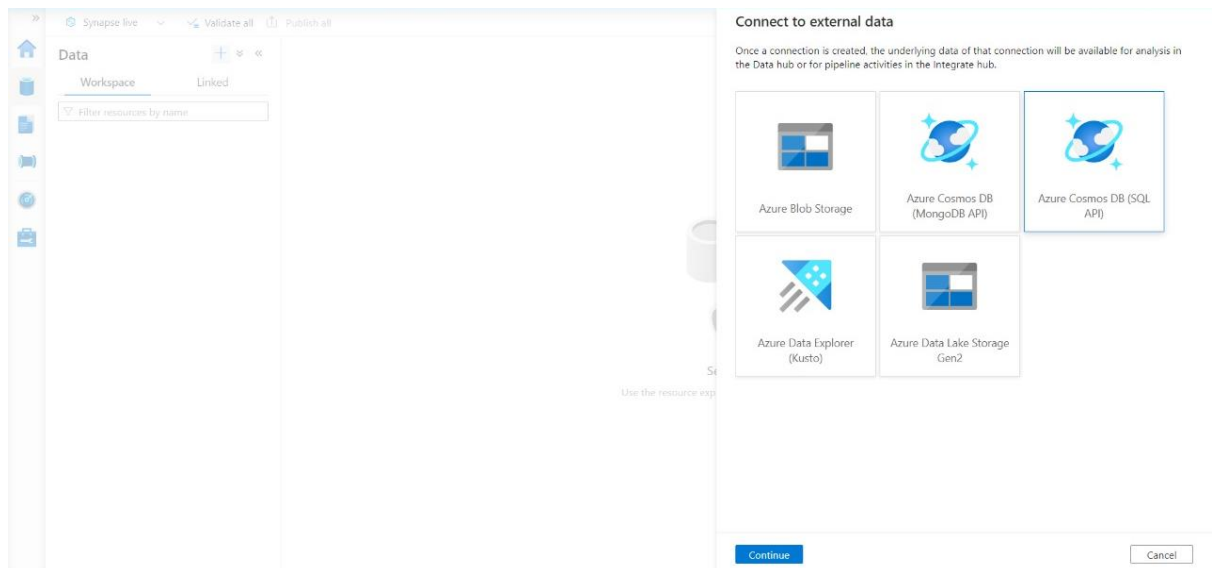 Synapse live
Validate all
Publish all
Data
Workspace
Linked
Filter resources by name
Use the resource exp
Connect to external data
Once a connection is created, the underlying data of that connection will be available for analysis in
the Data hub or for pipeline activities in the Integrate hub.
Azure Blob Storage
Azure Cosmos DB
(MongoDB API)
Azure Cosmos DB (SQL
API)
Azure Data Explorer
(Kusto)
Azure Data Lake Storage
Gen2
Continue
Cancel